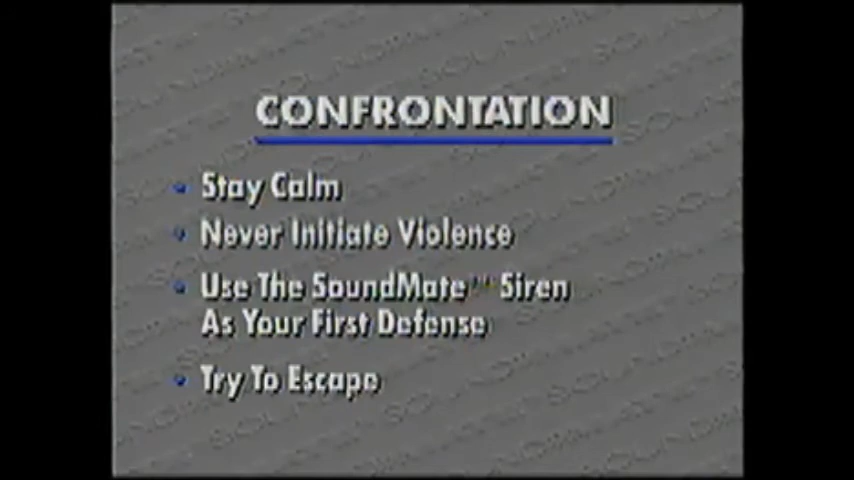 CONFRONTATION
• Stay Calm
• Never Initiate Violence
• Use The SoundMate™ Siren
As Your First Defense
• Try To Escape